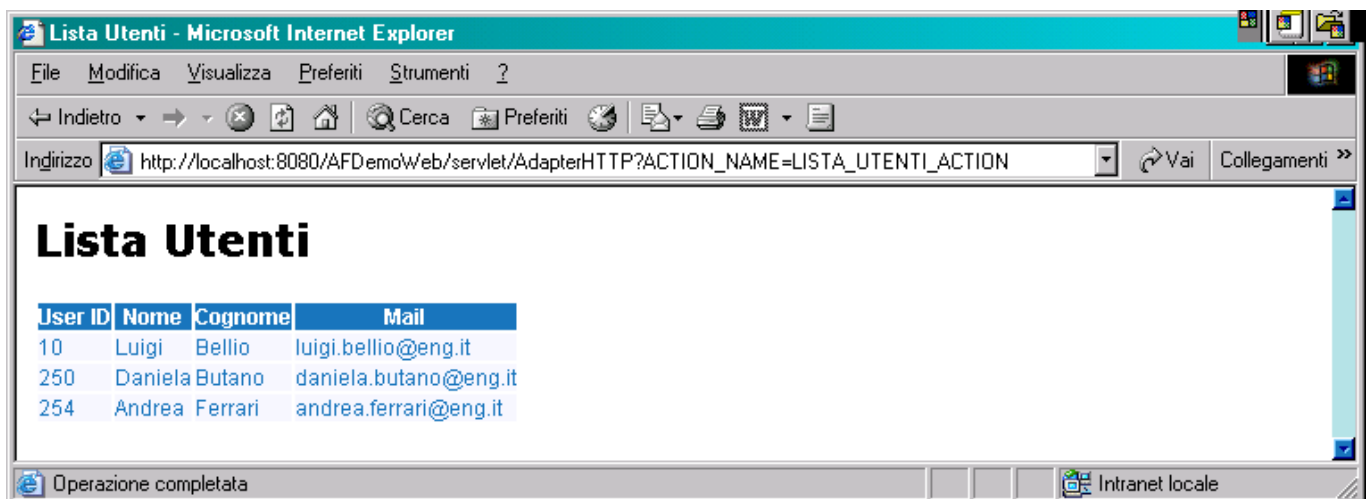 Lista Utenti - Microsoft Internet Explorer
File Modifica Visualizza Preferiti Strumenti ?
Indietro Cerca Preferiti
Indirizzo http://localhost:8080/AFDemoWeb/servlet/AdapterHTTP?ACTION_NAME=LISTA_UTENTI_ACTION Vai Collegamenti »
Lista Utenti
User ID Nome Cognome Mail
10 Luigi Bellio luigi.bellio@eng.it
250 Daniela Butano daniela.butano@eng.it
254 Andrea Ferrari andrea.ferrari@eng.it
Operazione completata Intranet locale